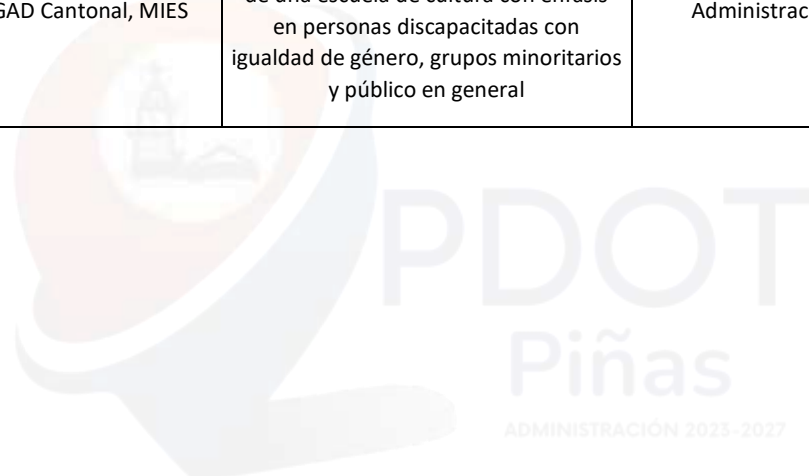 GAD Cantonal, MIES
en personas discapacitadas con
igualdad de género, grupos minoritarios
y público en general
PDOT
Piñas
ADMINISTRACIÓN 2023-2027